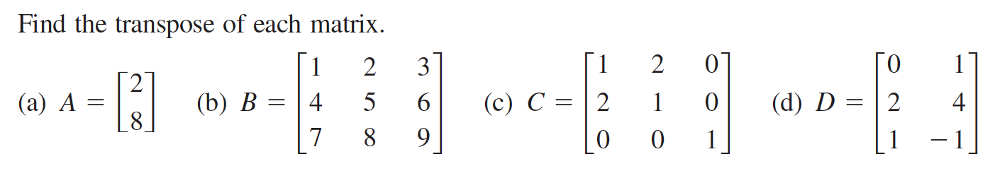 Find the transpose of each matrix.
(a) A = [2; 8] (b) B = [1 2 3; 4 5 6; 7 8 9] (c) C = [1 2 0; 2 1 0; 0 0 1] (d) D = [0 1; 2 4; 1 −1]